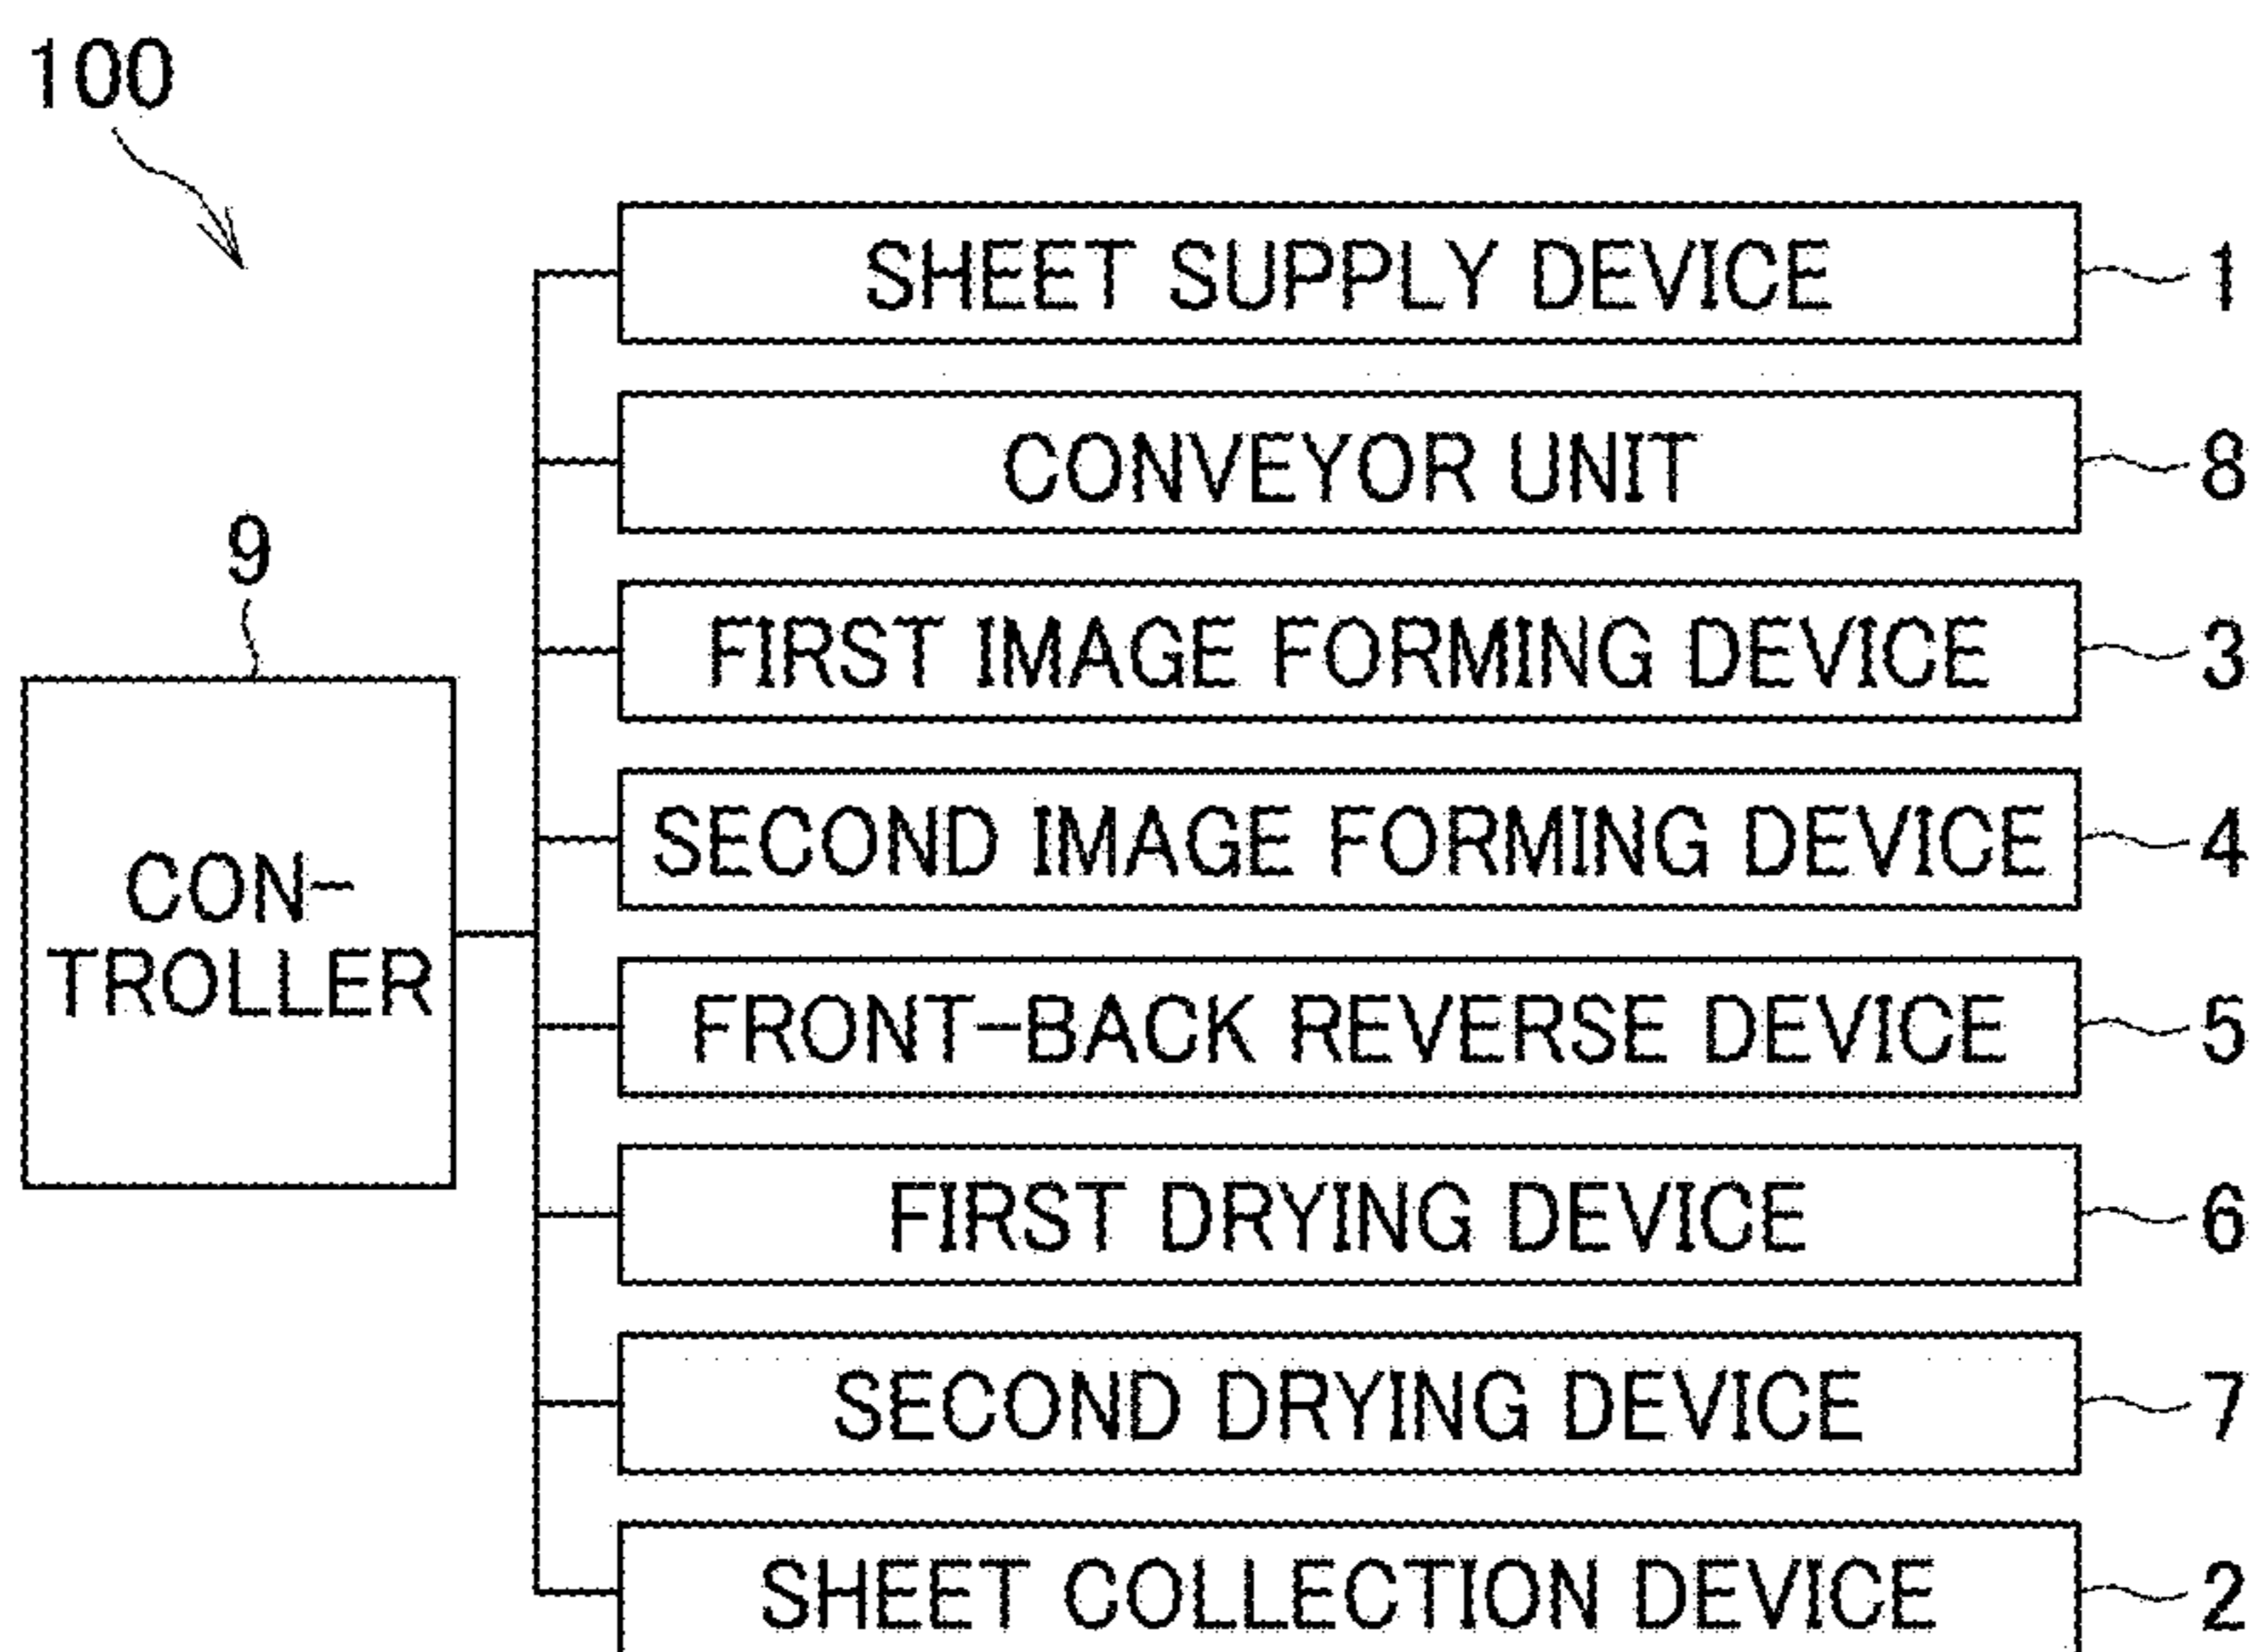 100
SHEET SUPPLY DEVICE 1
CONVEYOR UNIT 8
9
FIRST IMAGE FORMING DEVICE 3
SECOND IMAGE FORMING DEVICE 4
CON-
TROLLER
FRONT-BACK REVERSE DEVICE 5
FIRST DRYING DEVICE 6
SECOND DRYING DEVICE 7
SHEET COLLECTION DEVICE 2